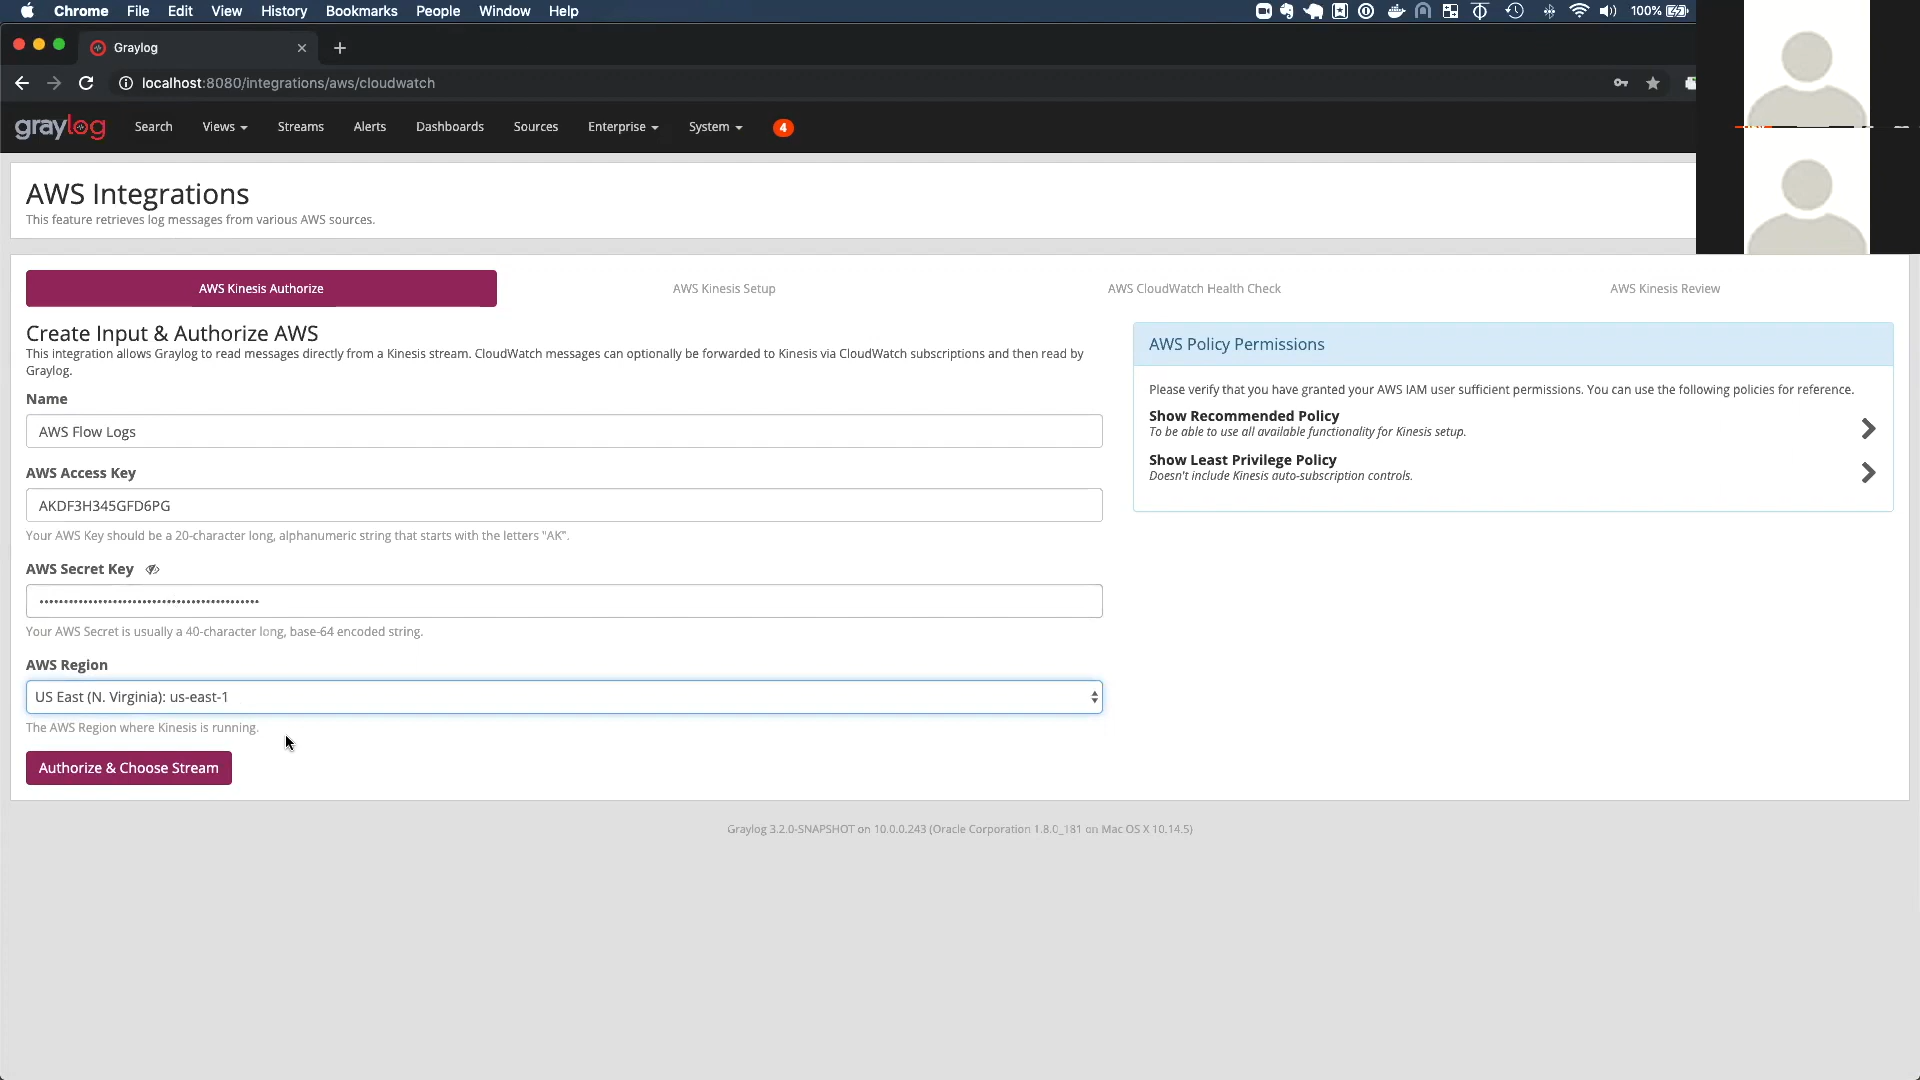 Chrome File Edit View History Bookmarks People Window Help 100%
Graylog
localhost:8080/integrations/aws/cloudwatch
graylog Search Views Streams Alerts Dashboards Sources Enterprise System 4
AWS Integrations
This feature retrieves log messages from various AWS sources.
AWS Kinesis Authorize AWS Kinesis Setup AWS CloudWatch Health Check AWS Kinesis Review
Create Input & Authorize AWS
This integration allows Graylog to read messages directly from a Kinesis stream. CloudWatch messages can optionally be forwarded to Kinesis via CloudWatch subscriptions and then read by
Graylog.
Name
AWS Flow Logs
AWS Access Key
AKDF3H345GFD6PG
Your AWS Key should be a 20-character long, alphanumeric string that starts with the letters "AK".
AWS Secret Key
••••••••••••••••••••••••••••••••••••••••••••
Your AWS Secret is usually a 40-character long, base-64 encoded string.
AWS Region
US East (N. Virginia): us-east-1
The AWS Region where Kinesis is running.
Authorize & Choose Stream
AWS Policy Permissions
Please verify that you have granted your AWS IAM user sufficient permissions. You can use the following policies for reference.
Show Recommended Policy
To be able to use all available functionality for Kinesis setup.
Show Least Privilege Policy
Doesn't include Kinesis auto-subscription controls.
Graylog 3.2.0-SNAPSHOT on 10.0.0.243 (Oracle Corporation 1.8.0_181 on Mac OS X 10.14.5)